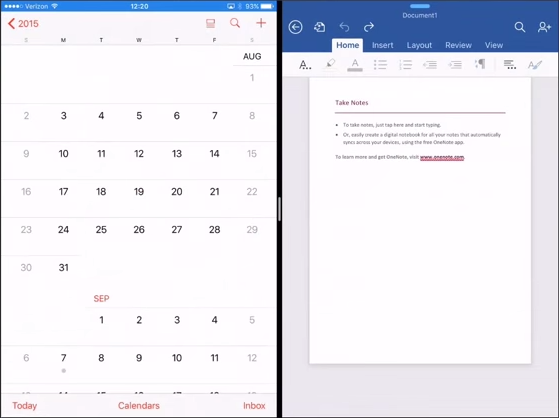 Verizon 12:20 93%
2015
S M T W T F S
AUG
1
2 3 4 5 6 7 8
9 10 11 12 13 14 15
16 17 18 19 20 21 22
23 24 25 26 27 28 29
30 31
SEP
1 2 3 4 5
6 7 8 9 10 11 12
Today Calendars Inbox
Document1
Home Insert Layout Review View
A... A A
Take Notes
• To take notes, just tap here and start typing.
• Or, easily create a digital notebook for all your notes that automatically
syncs across your devices, using the free OneNote app.
To learn more and get OneNote, visit www.onenote.com.